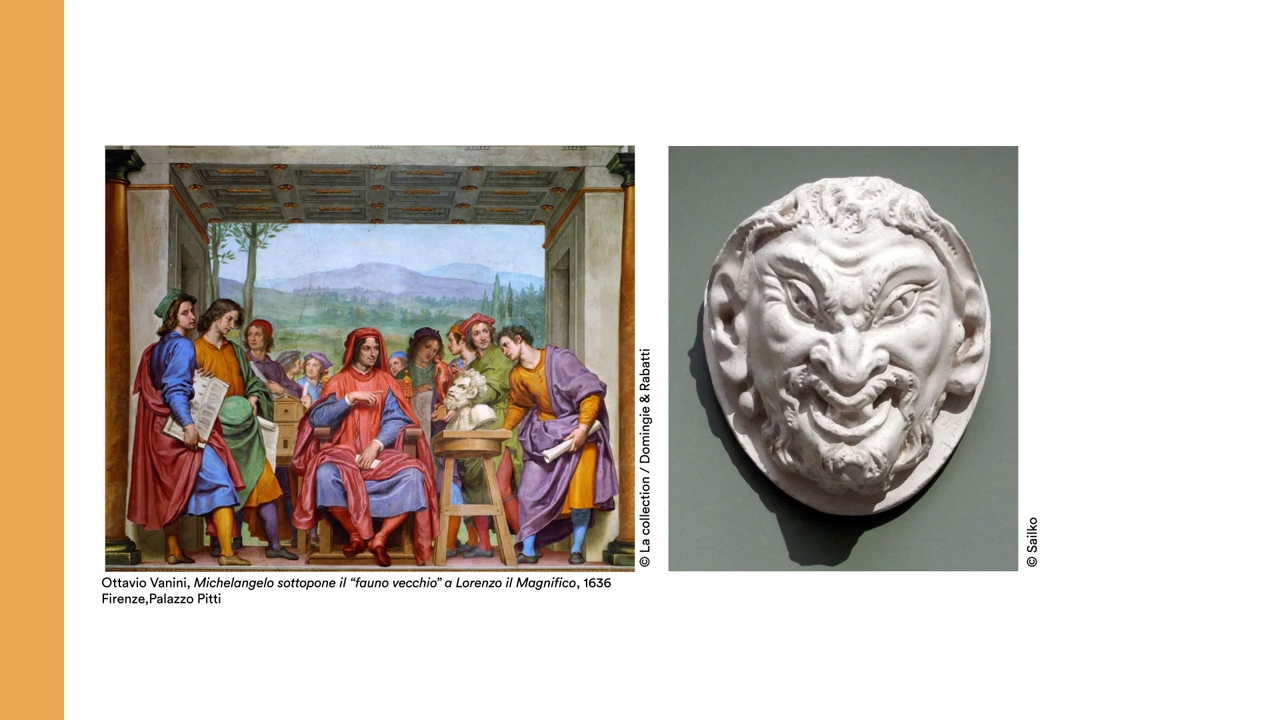 © La collection / Domingie & Rabatti
© Sailko
Ottavio Vanini, Michelangelo sottopone il “fauno vecchio” a Lorenzo il Magnifico, 1636
Firenze,Palazzo Pitti